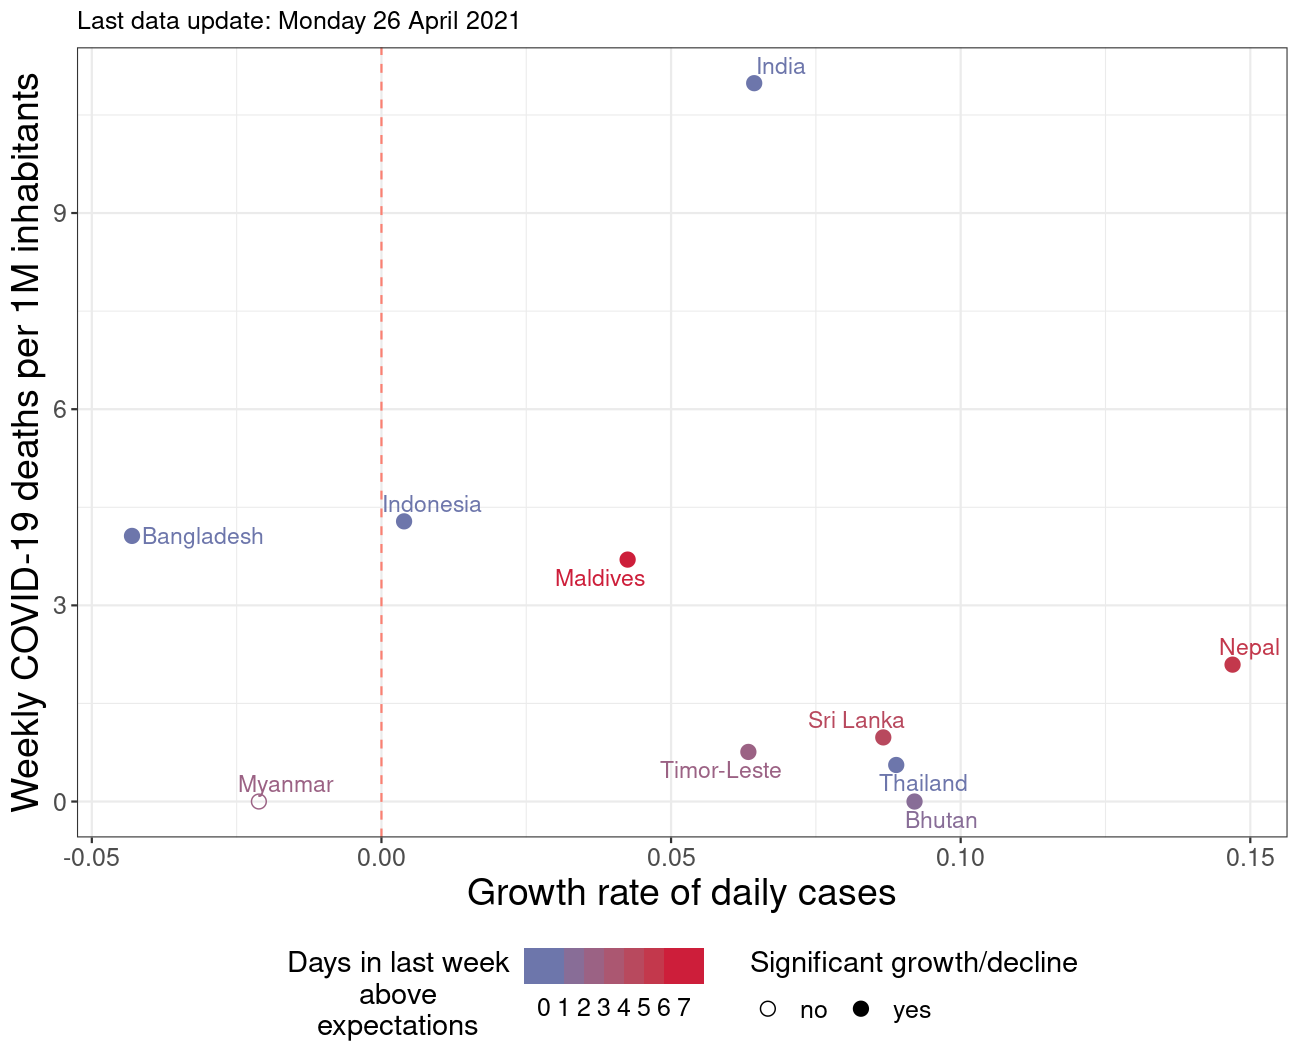 Last data update: Monday 26 April 2021
Weekly COVID-19 deaths per 1M inhabitants
9
6
3
0
India
Indonesia
Bangladesh
Maldives
Nepal
Sri Lanka
Timor-Leste
Thailand
Myanmar
Bhutan
-0.05 0.00 0.05 0.10 0.15
Growth rate of daily cases
Days in last week
above
expectations
0 1 2 3 4 5 6 7
Significant growth/decline
no yes